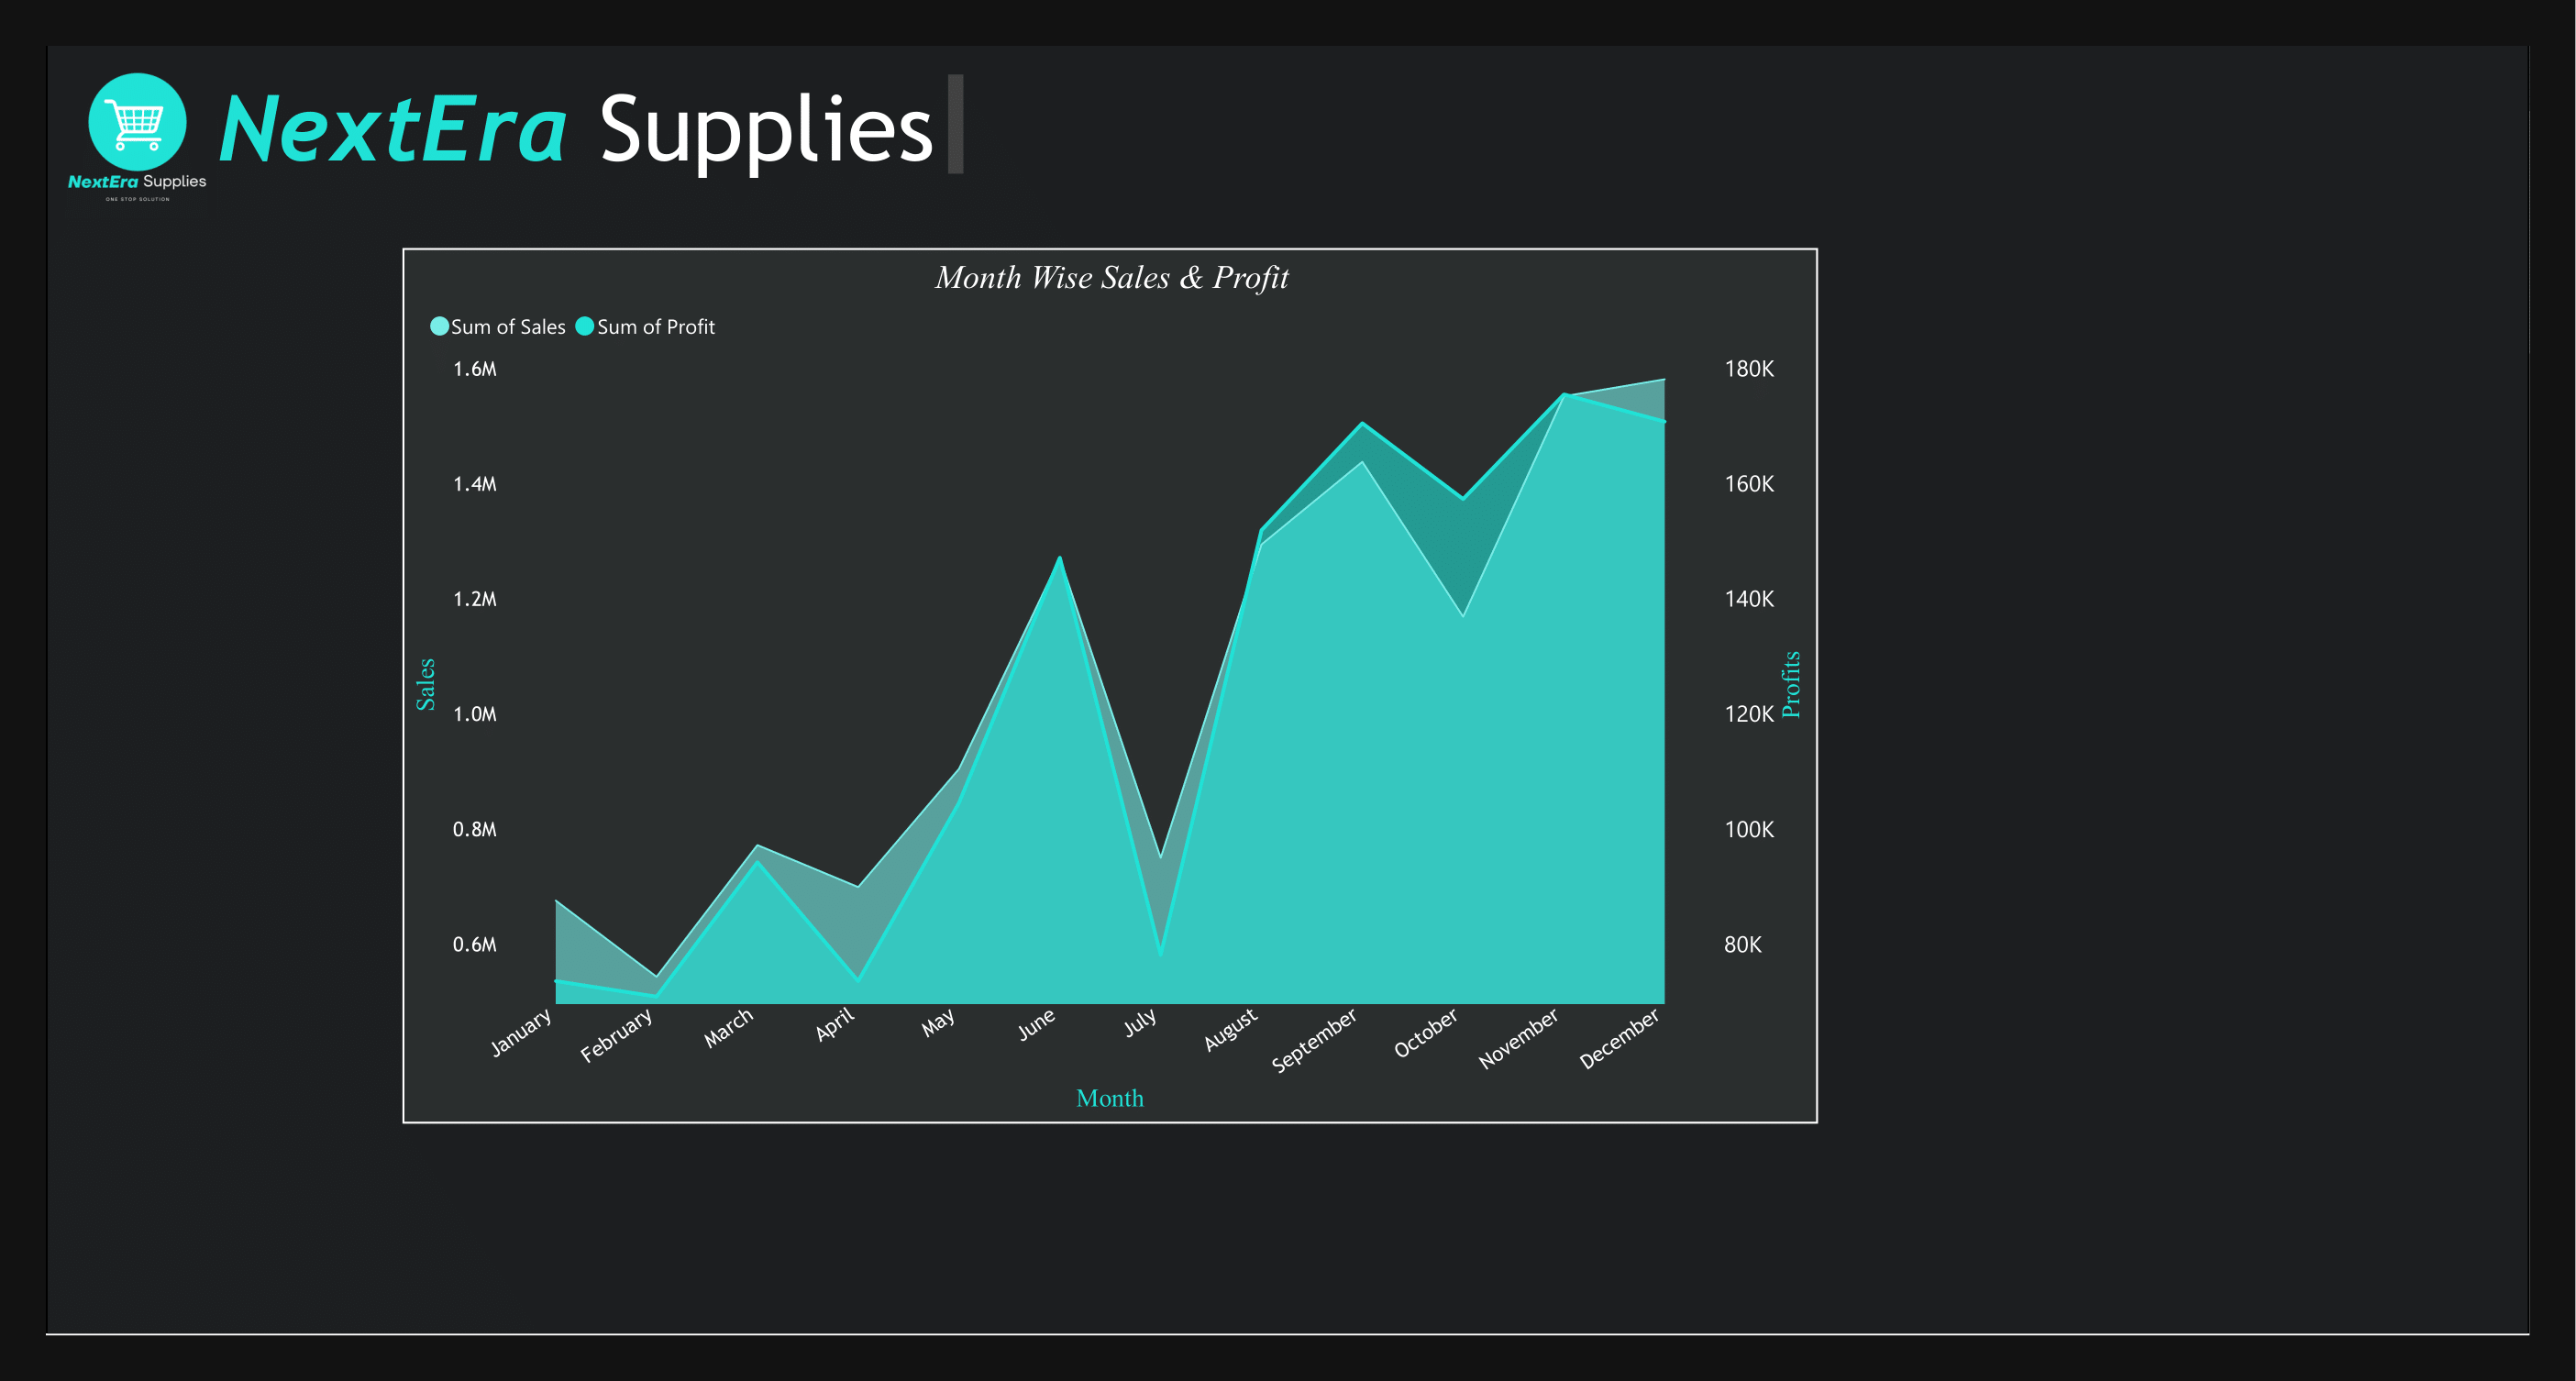 NextEra Supplies
NextEra Supplies
ONE STOP SOLUTION
Month Wise Sales & Profit
Sum of Sales Sum of Profit
1.6M 180K
1.4M 160K
1.2M 140K
Sales Profits
1.0M 120K
0.8M 100K
0.6M 80K
January February March April May June July August September October November December
Month